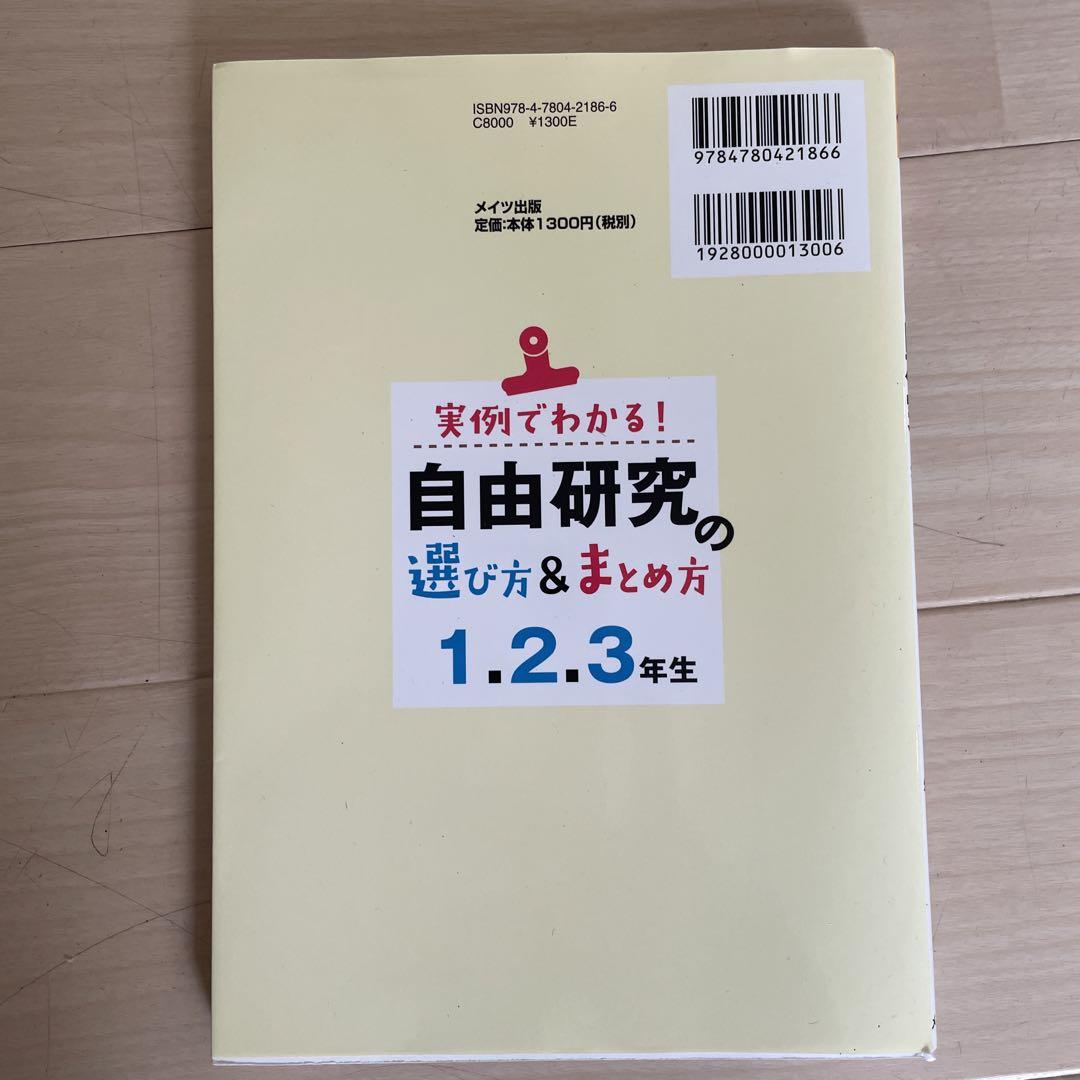 ISBN978-4-7804-2186-6
C8000 ¥1300E
9784780421866
メイツ出版
定価:本体1300円(税別)
1928000013006
実例でわかる!
自由研究の
選び方&まとめ方
1.2.3年生